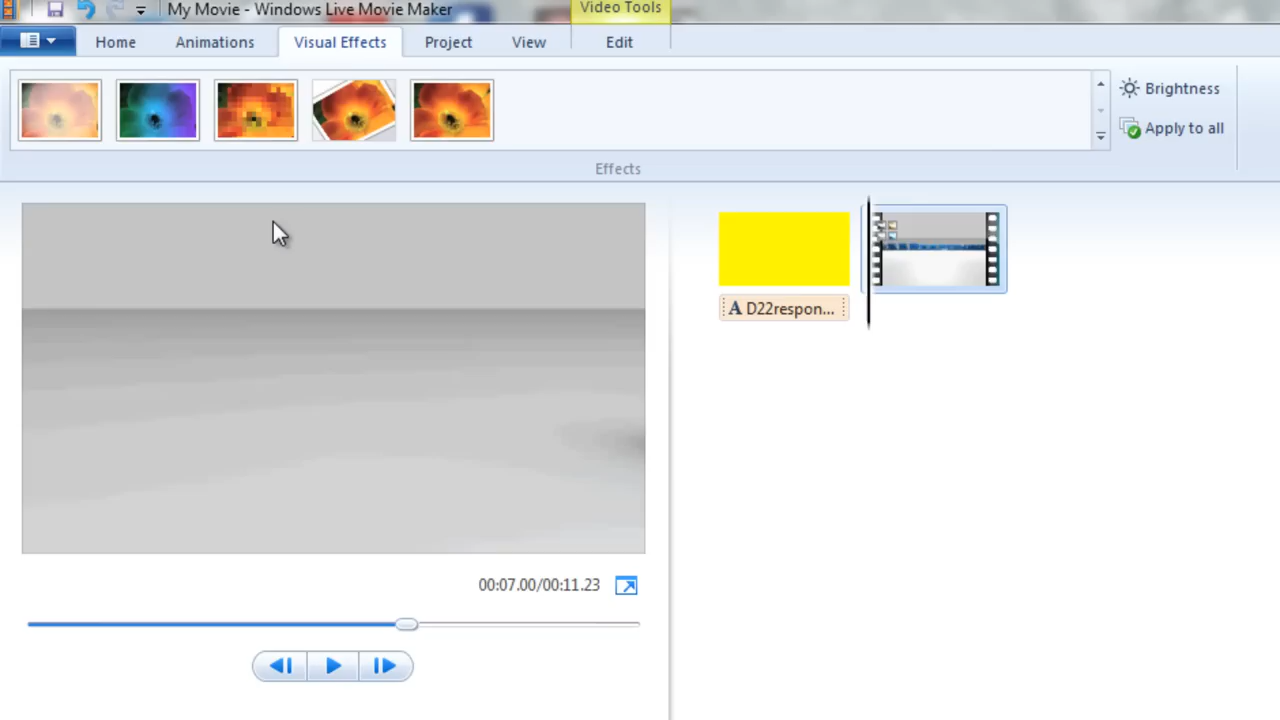 My Movie - Windows Live Movie Maker
Video Tools
Home
Animations
Visual Effects
Project
View
Edit
Brightness
Apply to all
Effects
A D22respon...
00:07.00/00:11.23